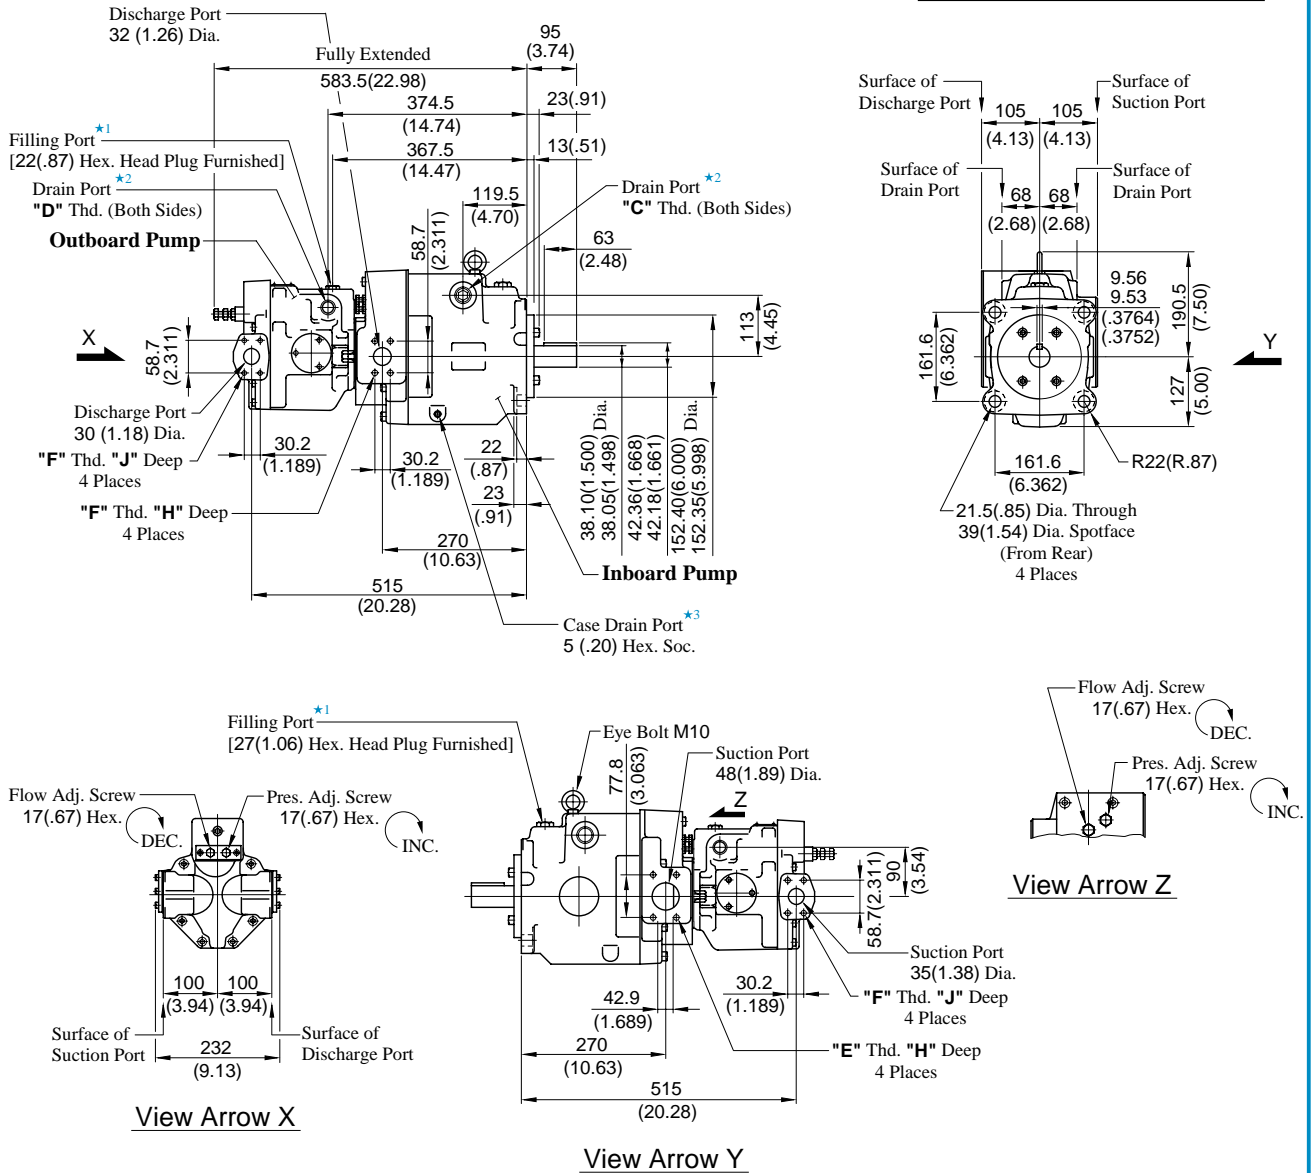 Discharge Port
32 (1.26) Dia.
Fully Extended
583.5(22.98)
95
(3.74)
374.5
(14.74)
23(.91)
Filling Port★1
[22(.87) Hex. Head Plug Furnished]
367.5
(14.47)
13(.51)
Drain Port★2
"D" Thd. (Both Sides)
119.5
(4.70)
Drain Port★2
"C" Thd. (Both Sides)
Outboard Pump
58.7
(2.311)
63
(2.48)
X
58.7
(2.311)
113
(4.45)
Discharge Port
30 (1.18) Dia.
30.2
(1.189)
"F" Thd. "J" Deep
4 Places
30.2
(1.189)
22
(.87)
23
(.91)
"F" Thd. "H" Deep
4 Places
38.10(1.500) Dia.
38.05(1.498)
42.36(1.668)
42.18(1.661)
152.40(6.000) Dia.
152.35(5.998)
270
(10.63)
Inboard Pump
515
(20.28)
Case Drain Port★3
5 (.20) Hex. Soc.
Surface of
Discharge Port
Surface of
Suction Port
105
(4.13)
105
(4.13)
Surface of
Drain Port
Surface of
Drain Port
68
(2.68)
68
(2.68)
9.56
9.53
(.3764)
(.3752)
190.5
(7.50)
Y
161.6
(6.362)
127
(5.00)
161.6
(6.362)
R22(R.87)
21.5(.85) Dia. Through
39(1.54) Dia. Spotface
(From Rear)
4 Places
Flow Adj. Screw
17(.67) Hex.
DEC.
Pres. Adj. Screw
17(.67) Hex.
INC.
View Arrow Z
Flow Adj. Screw
17(.67) Hex.
DEC.
Pres. Adj. Screw
17(.67) Hex.
INC.
100
(3.94)
100
(3.94)
Surface of
Suction Port
Surface of
Discharge Port
232
(9.13)
View Arrow X
Filling Port★1
[27(1.06) Hex. Head Plug Furnished]
Eye Bolt M10
77.8
(3.063)
Suction Port
48(1.89) Dia.
Z
58.7(2.311)
90
(3.54)
Suction Port
35(1.38) Dia.
42.9
(1.689)
30.2
(1.189)
"F" Thd. "J" Deep
4 Places
270
(10.63)
"E" Thd. "H" Deep
4 Places
515
(20.28)
View Arrow Y